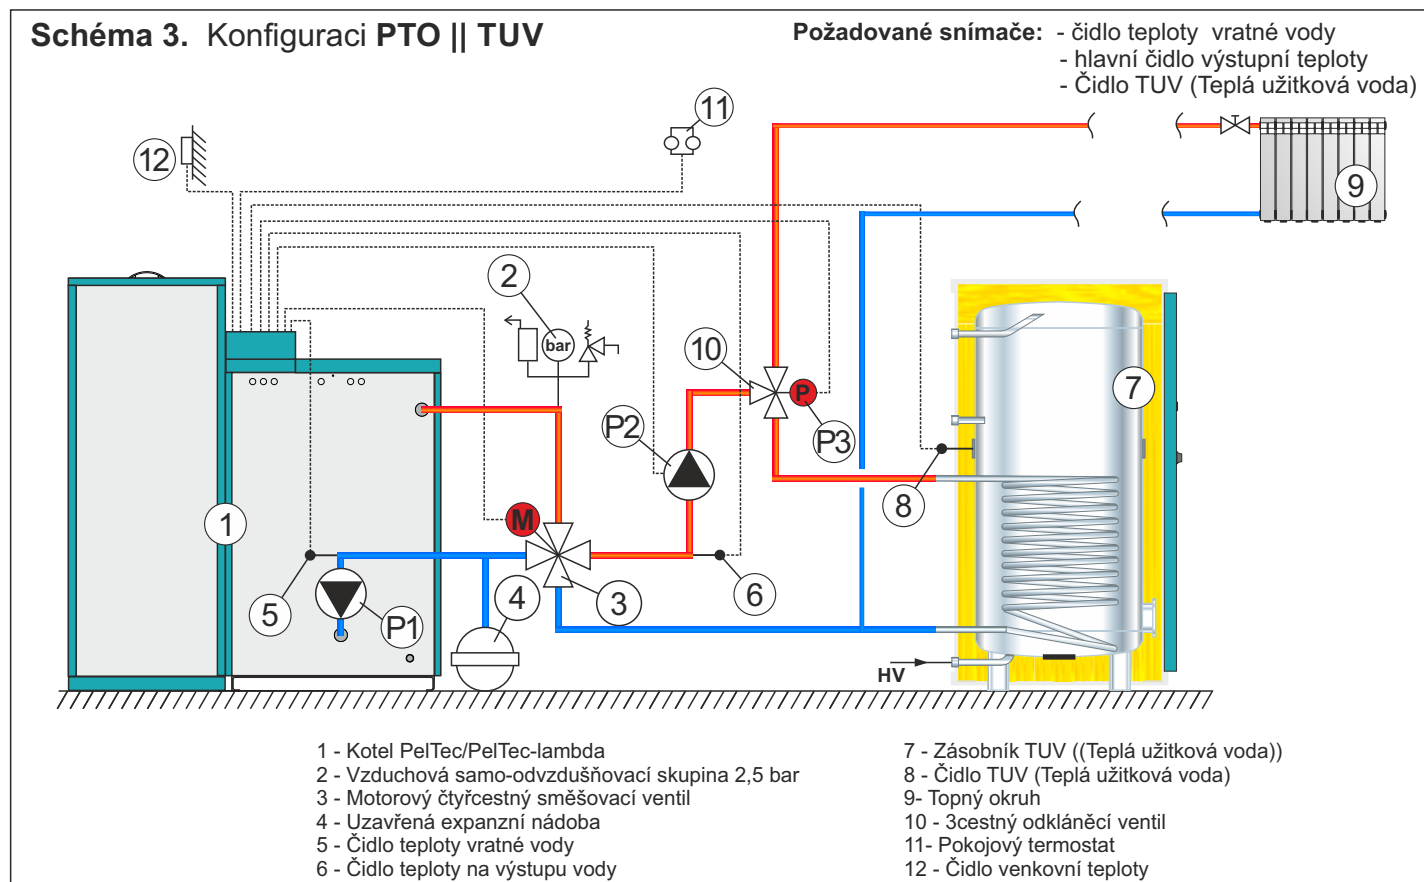 Schéma 3. Konfiguraci PTO || TUV
Požadované snímače: - čidlo teploty vratné vody
- hlavní čidlo výstupní teploty
- Čidlo TUV (Teplá užitková voda)
11
12
9
2
bar
10
7
P
P2
P3
8
M
1
5
P1
4
3
6
HV
1 - Kotel PelTec/PelTec-lambda
2 - Vzduchová samo-odvzdušňovací skupina 2,5 bar
3 - Motorový čtyřcestný směšovací ventil
4 - Uzavřená expanzní nádoba
5 - Čidlo teploty vratné vody
6 - Čidlo teploty na výstupu vody
7 - Zásobník TUV ((Teplá užitková voda))
8 - Čidlo TUV (Teplá užitková voda)
9- Topný okruh
10 - 3cestný odkláněcí ventil
11- Pokojový termostat
12 - Čidlo venkovní teploty